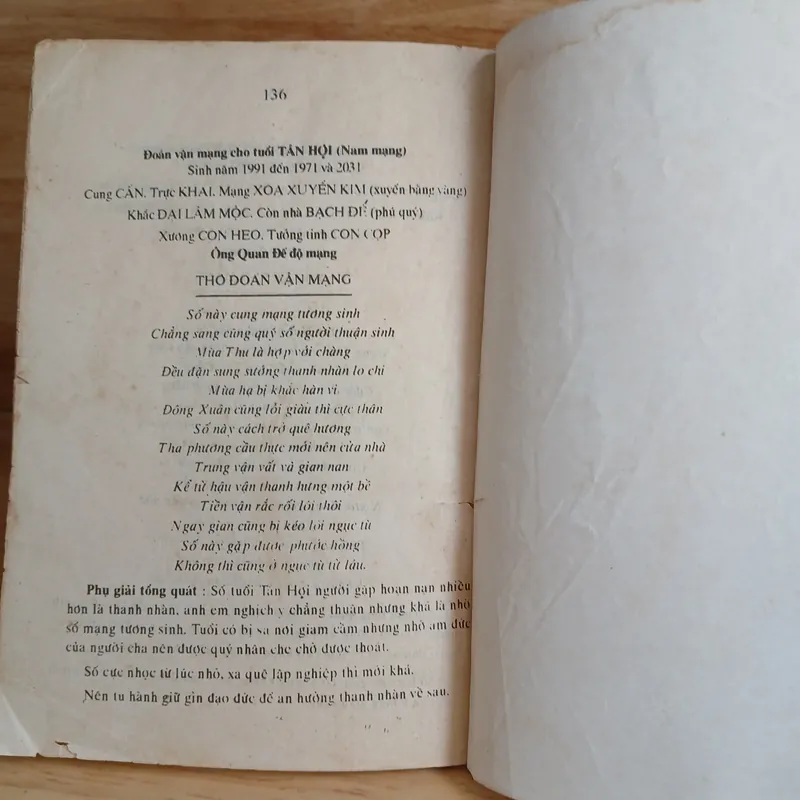 136
Đoán vận mạng cho tuổi TÂN HỢI (Nam mạng)
Sinh năm 1991 đến 1971 và 2031
Cung CẤN. Trực KHAI. Mạng XOA XUYẾN KIM (xuyến bằng vàng)
Khắc ĐẠI LÂM MỘC. Còn nhà BẠCH ĐẾ (phú quý)
Xương CON HEO. Tướng tinh CON CỌP
Ông Quan Đế độ mạng
THƠ ĐOÁN VẬN MẠNG
Số này cung mạng tương sinh
Chẳng sang cũng quý số người thuận sinh
Mùa Thu là hợp với chàng
Đều đặn sung sướng thanh nhàn lo chi
Mùa hạ bị khắc hàn vi
Đông Xuân cũng lỗi giàu thì cực thân
Số này cách trở quê hương
Tha phương cầu thực mới nên cửa nhà
Trung vận vất vả gian nan
Kể từ hậu vận thanh hưng một bề
Tiền vận rắc rối lôi thôi
Ngay gian cũng bị kéo lôi ngục tù
Số này gặp được phước hồng
Không thì cũng ở ngục tù từ lâu.
Phụ giải tổng quát : Số tuổi Tân Hợi người gặp hoạn nạn nhiều
hơn là thanh nhàn, anh em nghịch ý chẳng thuận nhưng khá là nhờ
số mạng tương sinh. Tuổi có bị sa nơi giam cầm nhưng nhờ âm đức
của người cha nên được quý nhân che chở được thoát.
Số cực nhọc từ lúc nhỏ, xa quê lập nghiệp thì mới khá.
Nên tu hành giữ gìn đạo đức để an hưởng thanh nhàn về sau.